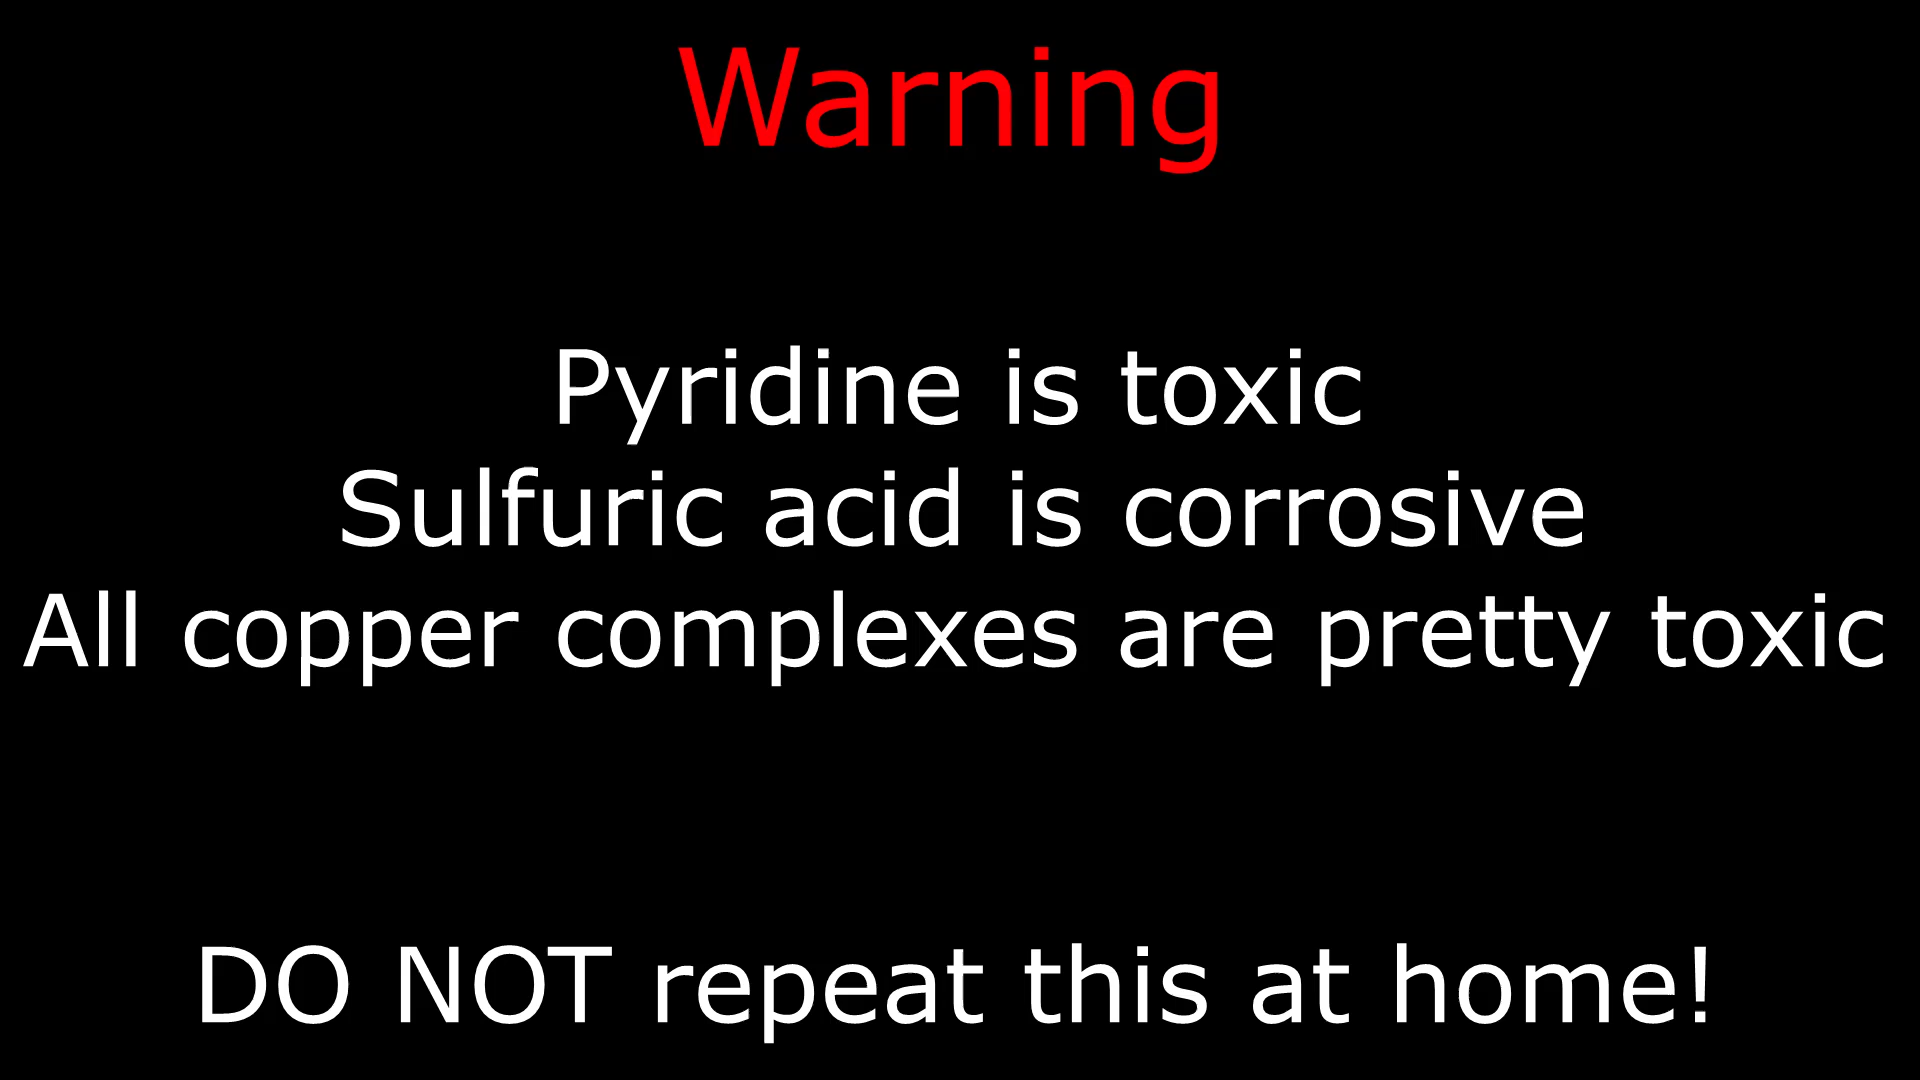 Warning
Pyridine is toxic
Sulfuric acid is corrosive
All copper complexes are pretty toxic
DO NOT repeat this at home!